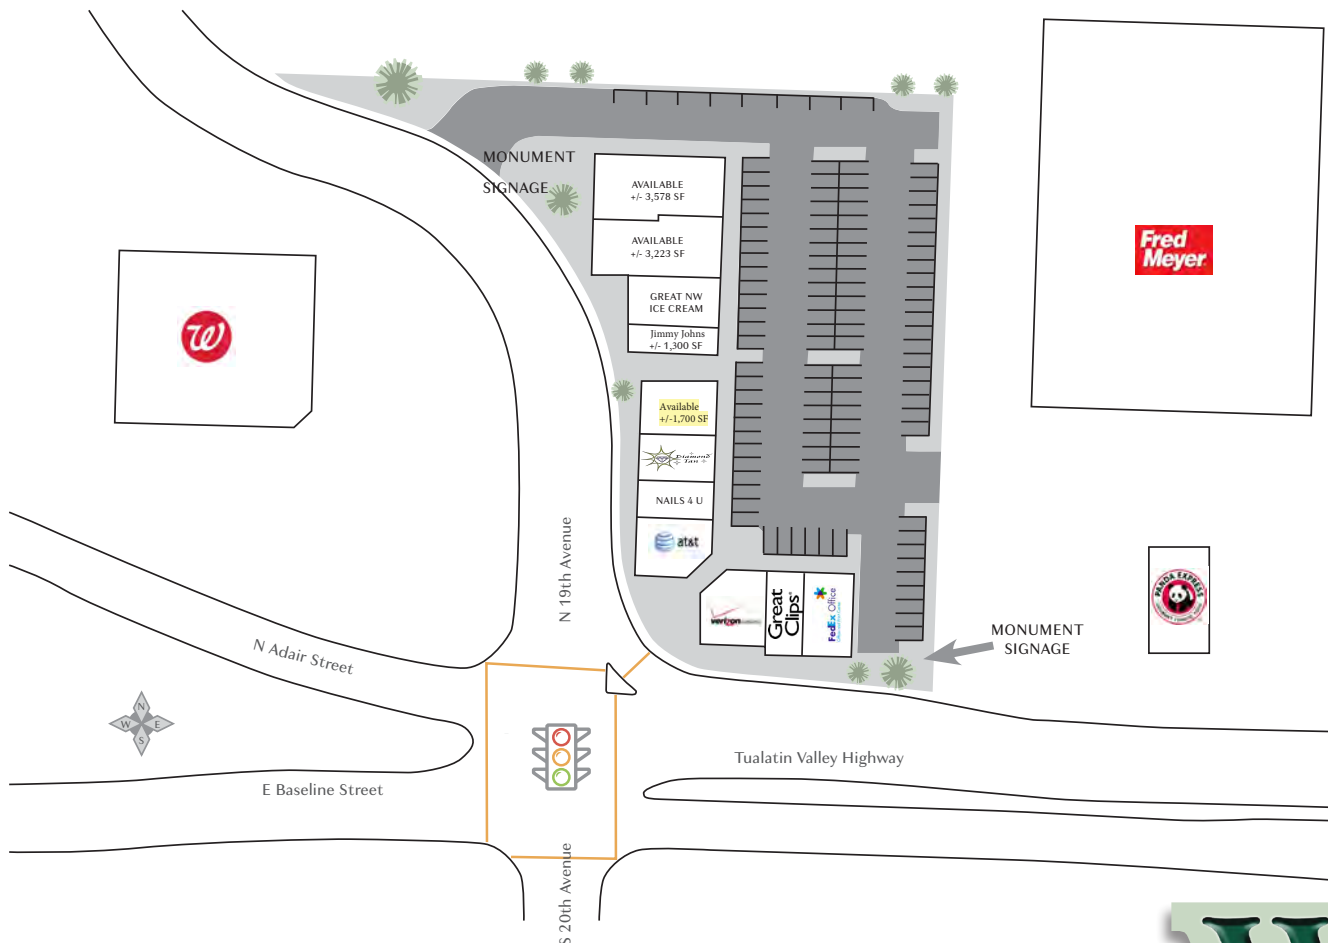 MONUMENT
SIGNAGE
AVAILABLE
+/- 3,578 SF
AVAILABLE
+/- 3,223 SF
GREAT NW
ICE CREAM
Jimmy Johns
+/- 1,300 SF
Fred
Meyer
W
Available
+/-1,700 SF
Diamond
Tan
NAILS 4 U
at&t
verizon
Great
Clips
FedEx Office
PANDA EXPRESS
MONUMENT
SIGNAGE
N 19th Avenue
N Adair Street
N
W E
S
Tualatin Valley Highway
E Baseline Street
S 20th Avenue